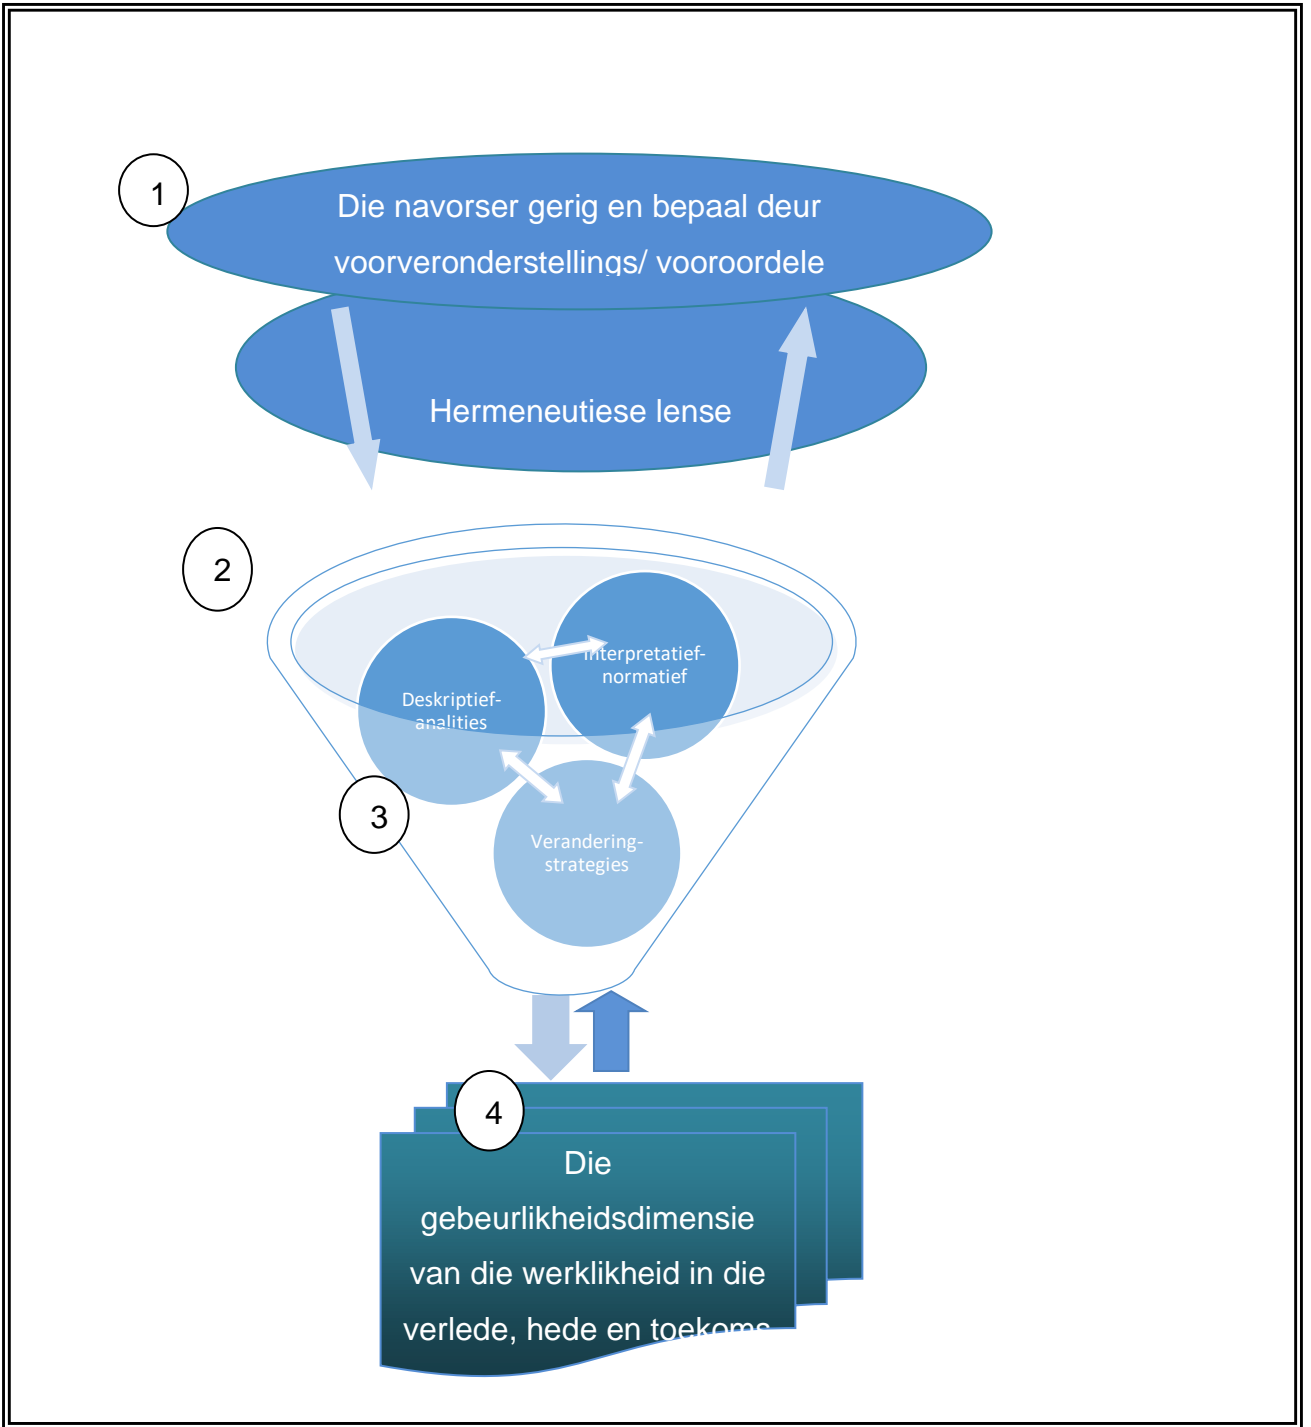 1
Die navorser gerig en bepaal deur
voorveronderstellings/ vooroordele
Hermeneutiese lense
2
Interpretatief-
normatief
Deskriptief-
analities
3
Verandering-
strategies
4
Die
gebeurlikheidsdimensie
van die werklikheid in die
verlede, hede en toekoms